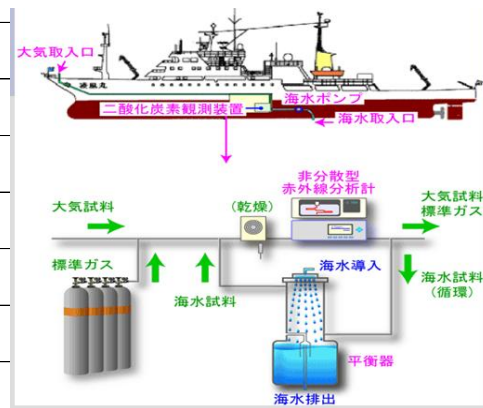 大気取入口
凌風丸
海水ポンプ
二酸化炭素観測装置
海水取入口
非分散型
赤外線分析計
大気試料
(乾燥)
大気試料
標準ガス
標準ガス
海水試料
海水導入
海水試料
(循環)
平衡器
海水排出